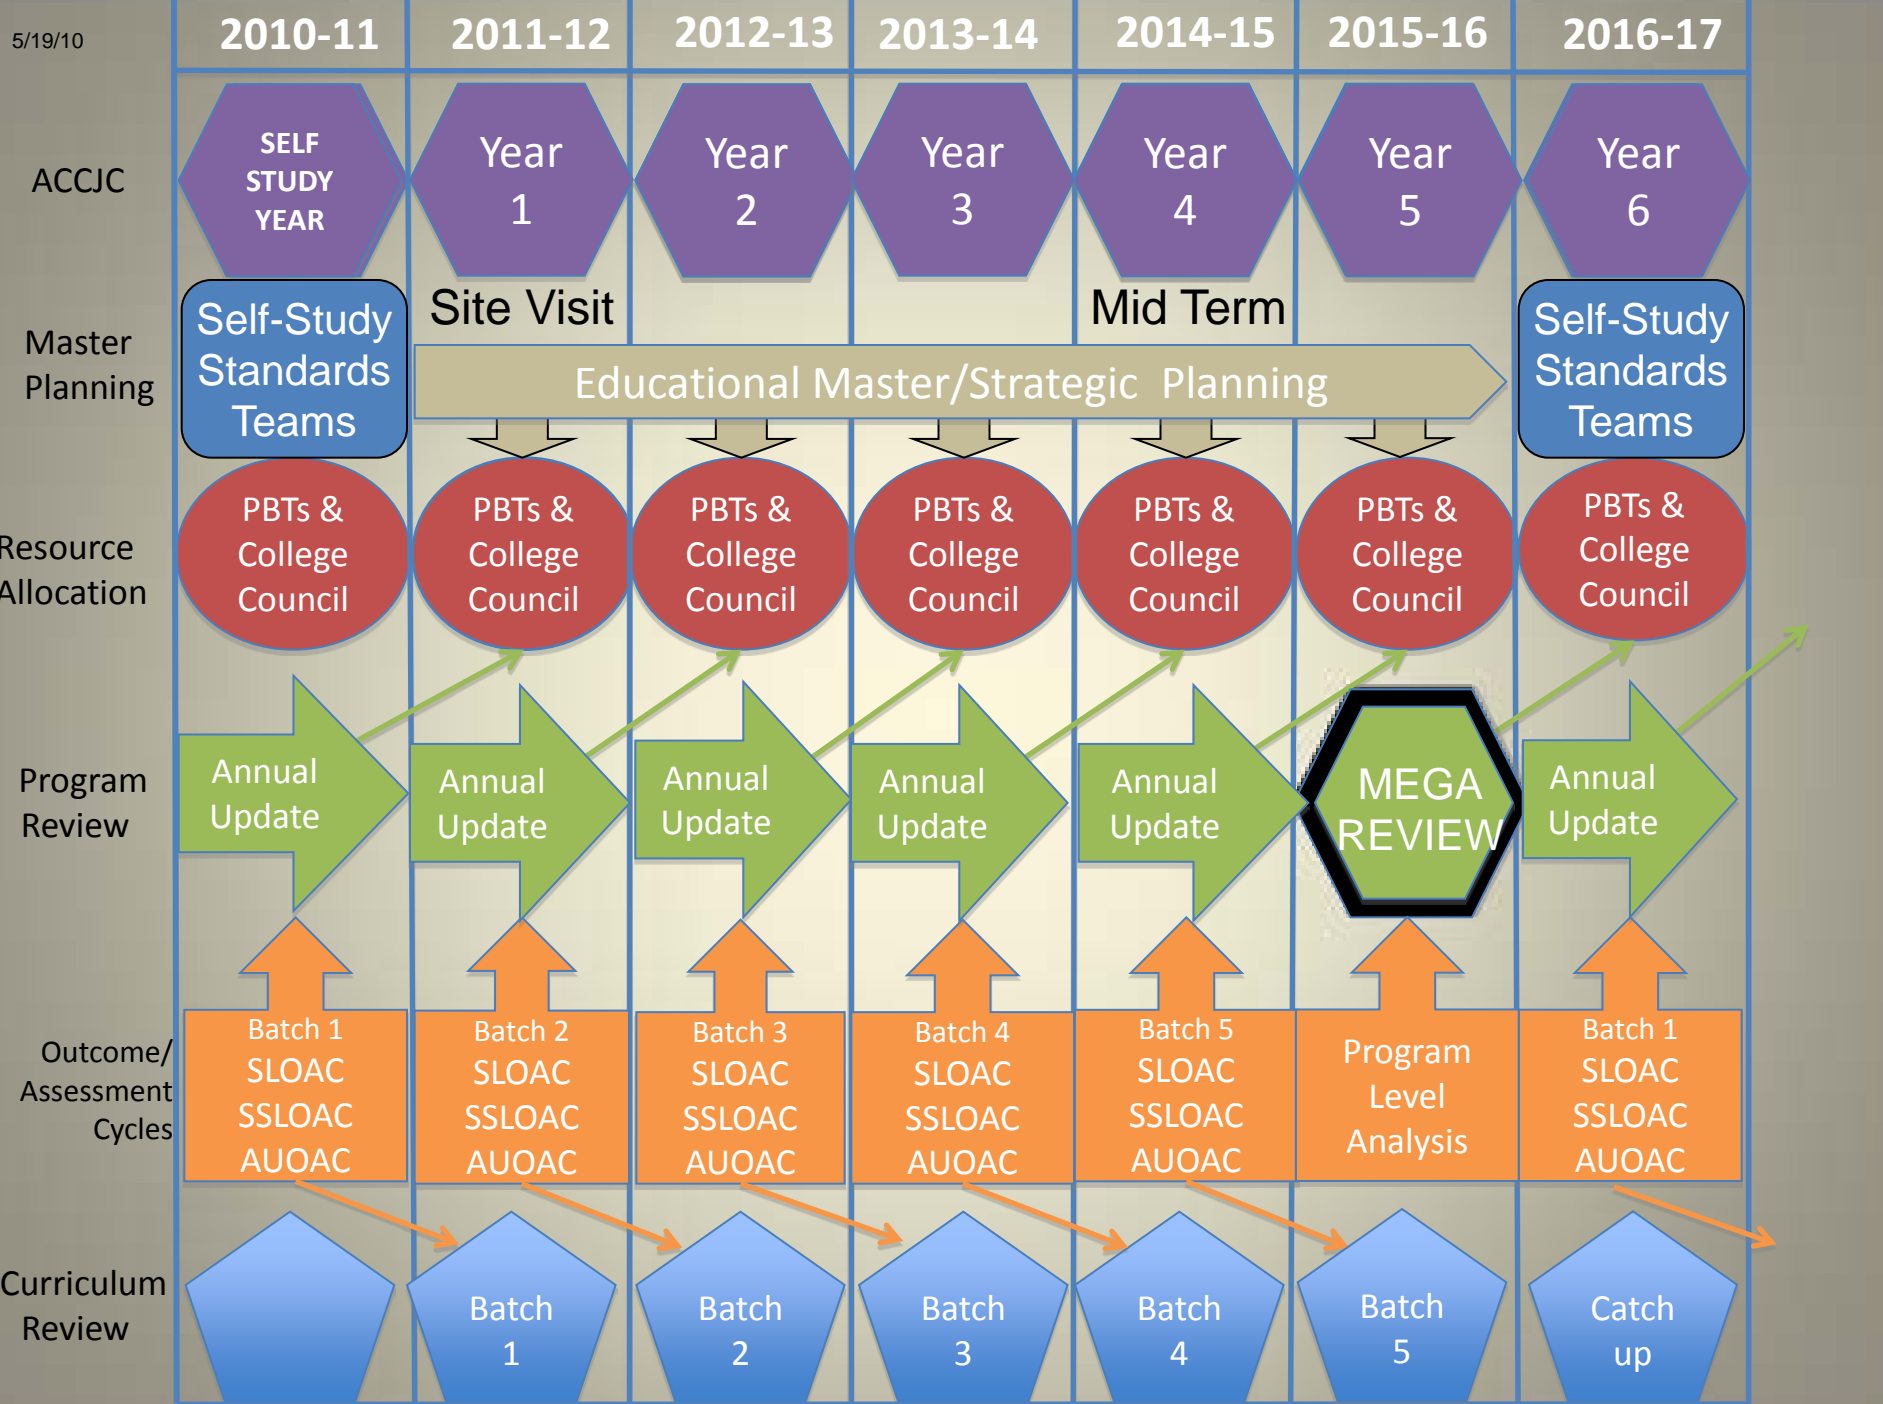 5/19/10
2010-11
2011-12
2012-13
2013-14
2014-15
2015-16
2016-17
ACCJC
SELF
STUDY
YEAR
Year
1
Year
2
Year
3
Year
4
Year
5
Year
6
Master
Planning
Self-Study
Standards
Teams
Site Visit
Mid Term
Educational Master/Strategic Planning
Self-Study
Standards
Teams
Resource
Allocation
PBTs &
College
Council
PBTs &
College
Council
PBTs &
College
Council
PBTs &
College
Council
PBTs &
College
Council
PBTs &
College
Council
PBTs &
College
Council
Program
Review
Annual
Update
Annual
Update
Annual
Update
Annual
Update
Annual
Update
MEGA
REVIEW
Annual
Update
Outcome/
Assessment
Cycles
Batch 1
SLOAC
SSLOAC
AUOAC
Batch 2
SLOAC
SSLOAC
AUOAC
Batch 3
SLOAC
SSLOAC
AUOAC
Batch 4
SLOAC
SSLOAC
AUOAC
Batch 5
SLOAC
SSLOAC
AUOAC
Program
Level
Analysis
Batch 1
SLOAC
SSLOAC
AUOAC
Curriculum
Review
Batch
1
Batch
2
Batch
3
Batch
4
Batch
5
Catch
up